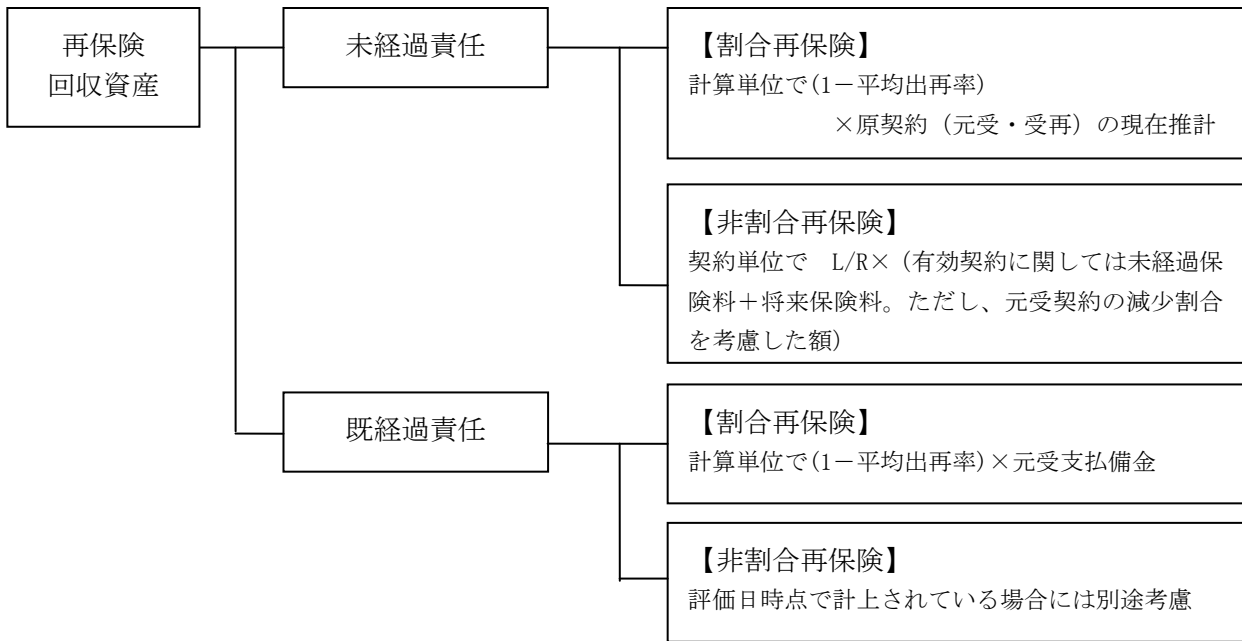 再保険
回収資産
未経過責任
【割合再保険】
計算単位で(1－平均出再率)
×原契約（元受・受再）の現在推計
【非割合再保険】
契約単位で　L/R×（有効契約に関しては未経過保
険料＋将来保険料。ただし、元受契約の減少割合
を考慮した額）
既経過責任
【割合再保険】
計算単位で(1－平均出再率)×元受支払備金
【非割合再保険】
評価日時点で計上されている場合には別途考慮